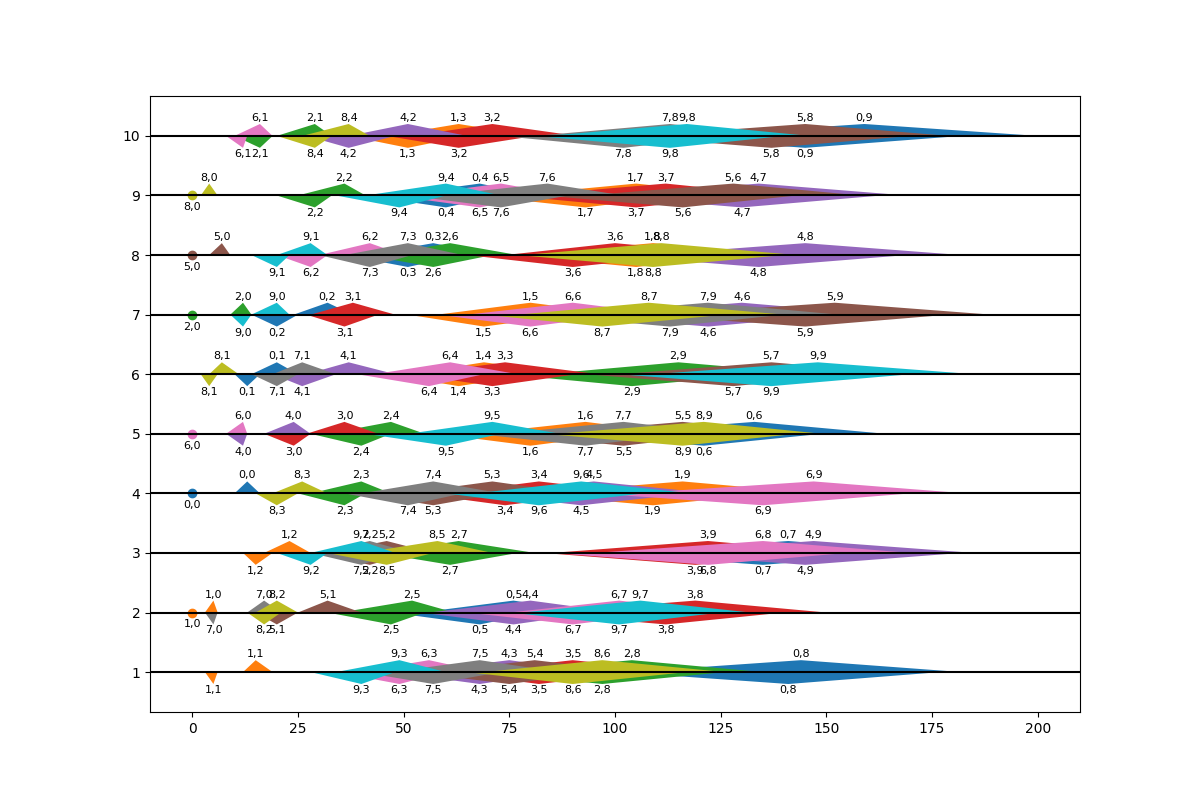 6,1 2,1 8,4 4,2 1,3 3,2 7,8 9,8 5,8 0,9
10
6,1 2,1 8,4 4,2 1,3 3,2 7,8 9,8 5,8 0,9
8,0 2,2 9,4 0,4 6,5 7,6 1,7 3,7 5,6 4,7
9
8,0 2,2 9,4 0,4 6,5 7,6 1,7 3,7 5,6 4,7
5,0 9,1 6,2 7,3 0,3 2,6 3,6 1,8 8,8 4,8
8
5,0 9,1 6,2 7,3 0,3 2,6 3,6 1,8 8,8 4,8
2,0 9,0 0,2 3,1 1,5 6,6 8,7 7,9 4,6 5,9
7
2,0 9,0 0,2 3,1 1,5 6,6 8,7 7,9 4,6 5,9
8,1 0,1 7,1 4,1 6,4 1,4 3,3 2,9 5,7 9,9
6
8,1 0,1 7,1 4,1 6,4 1,4 3,3 2,9 5,7 9,9
6,0 4,0 3,0 2,4 9,5 1,6 7,7 5,5 8,9 0,6
5
6,0 4,0 3,0 2,4 9,5 1,6 7,7 5,5 8,9 0,6
0,0 8,3 2,3 7,4 5,3 3,4 9,6 4,5 1,9 6,9
4
0,0 8,3 2,3 7,4 5,3 3,4 9,6 4,5 1,9 6,9
1,2 9,2 7,2 5,2 8,5 2,7 3,9 6,8 0,7 4,9
3
1,2 9,2 7,2 5,2 8,5 2,7 3,9 6,8 0,7 4,9
1,0 7,0 8,2 5,1 2,5 0,5 4,4 6,7 9,7 3,8
2
1,0 7,0 8,2 5,1 2,5 0,5 4,4 6,7 9,7 3,8
1,1 9,3 6,3 7,5 4,3 5,4 3,5 8,6 2,8 0,8
1
1,1 9,3 6,3 7,5 4,3 5,4 3,5 8,6 2,8 0,8
0 25 50 75 100 125 150 175 200